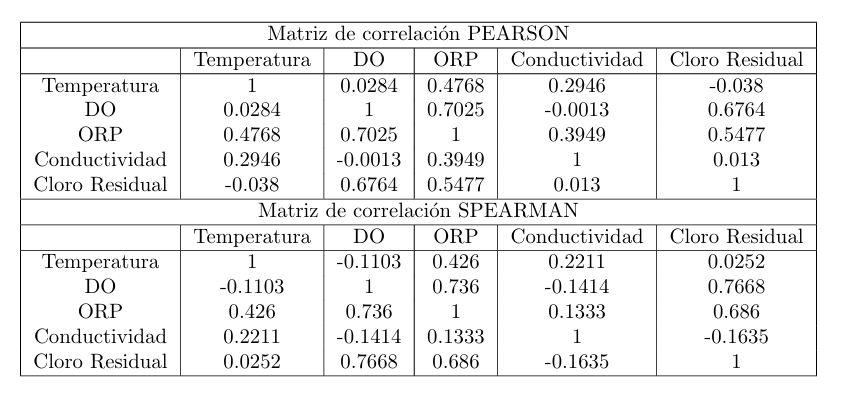 Matriz de correlación PEARSON
Temperatura DO ORP Conductividad Cloro Residual
Temperatura 1 0.0284 0.4768 0.2946 -0.038
DO 0.0284 1 0.7025 -0.0013 0.6764
ORP 0.4768 0.7025 1 0.3949 0.5477
Conductividad 0.2946 -0.0013 0.3949 1 0.013
Cloro Residual -0.038 0.6764 0.5477 0.013 1
Matriz de correlación SPEARMAN
Temperatura DO ORP Conductividad Cloro Residual
Temperatura 1 -0.1103 0.426 0.2211 0.0252
DO -0.1103 1 0.736 -0.1414 0.7668
ORP 0.426 0.736 1 0.1333 0.686
Conductividad 0.2211 -0.1414 0.1333 1 -0.1635
Cloro Residual 0.0252 0.7668 0.686 -0.1635 1